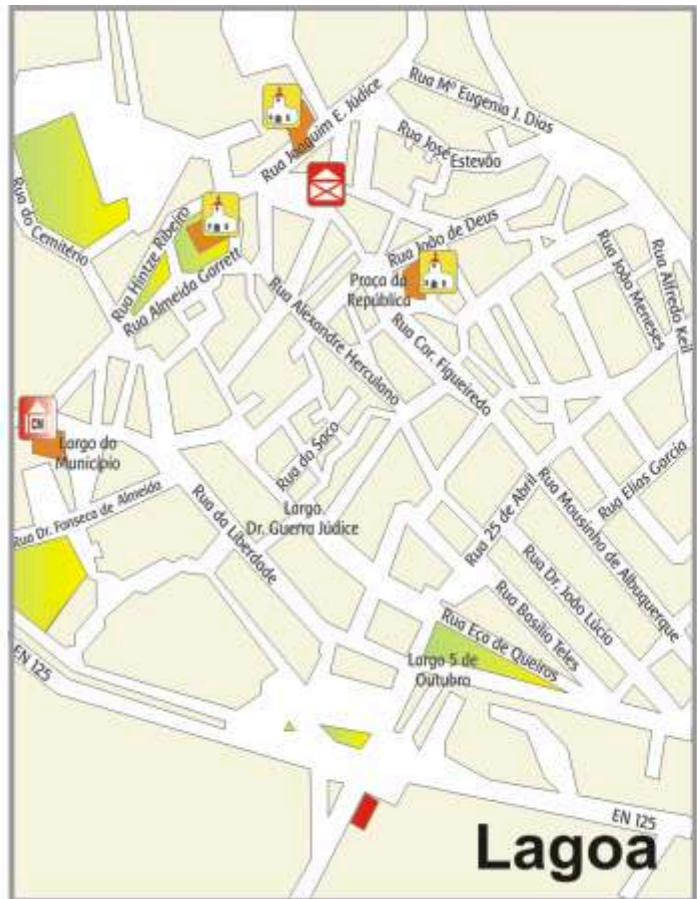 Rua Mª Eugenia J. Dias
Rua Joaquim E. Júdice
Rua José
Estevão
Rua do Cemitério
Rua Hintze Ribeiro
Rua Almeida Garrett
Rua João de Deus
Praça da
República
Rua João Meneses
Rua Alfredo Keil
Rua Alexandre Herculano
Rua Cor. Figueiredo
CM
Largo do
Município
Rua do Saco
Rua Elias Garcia
Rua Dr. Fonseca de Almeida
Rua da Liberdade
Largo
Dr. Guerra Júdice
Rua 25 de Abril
Rua Mousinho de Albuquerque
Rua Dr. João Lúcio
Rua Basilio Teles
Rua Eça de Queiros
Largo 5 de
Outubro
EN 125
EN 125
Lagoa